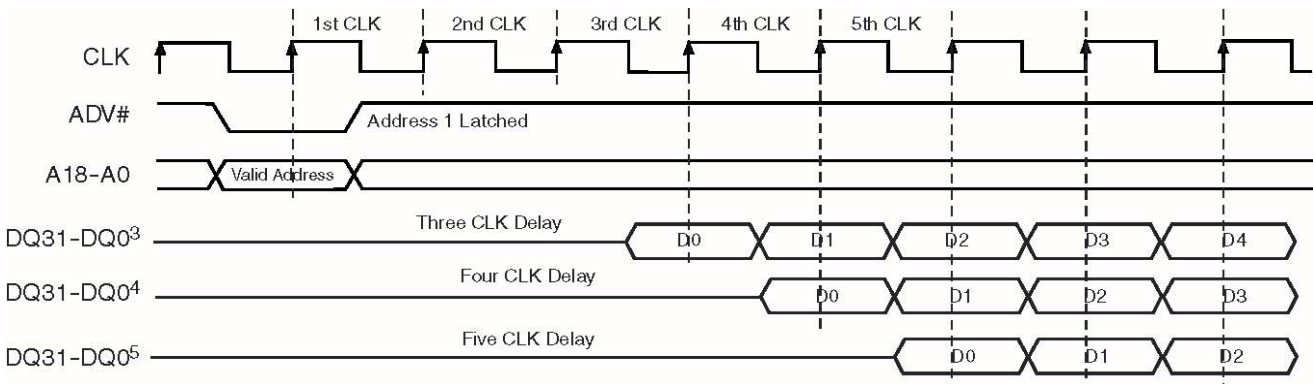 1st CLK 2nd CLK 3rd CLK 4th CLK 5th CLK
CLK
ADV# Address 1 Latched
A18-A0 Valid Address
Three CLK Delay
DQ31-DQ0³ D0 D1 D2 D3 D4
Four CLK Delay
DQ31-DQ0⁴ D0 D1 D2 D3
Five CLK Delay
DQ31-DQ0⁵ D0 D1 D2